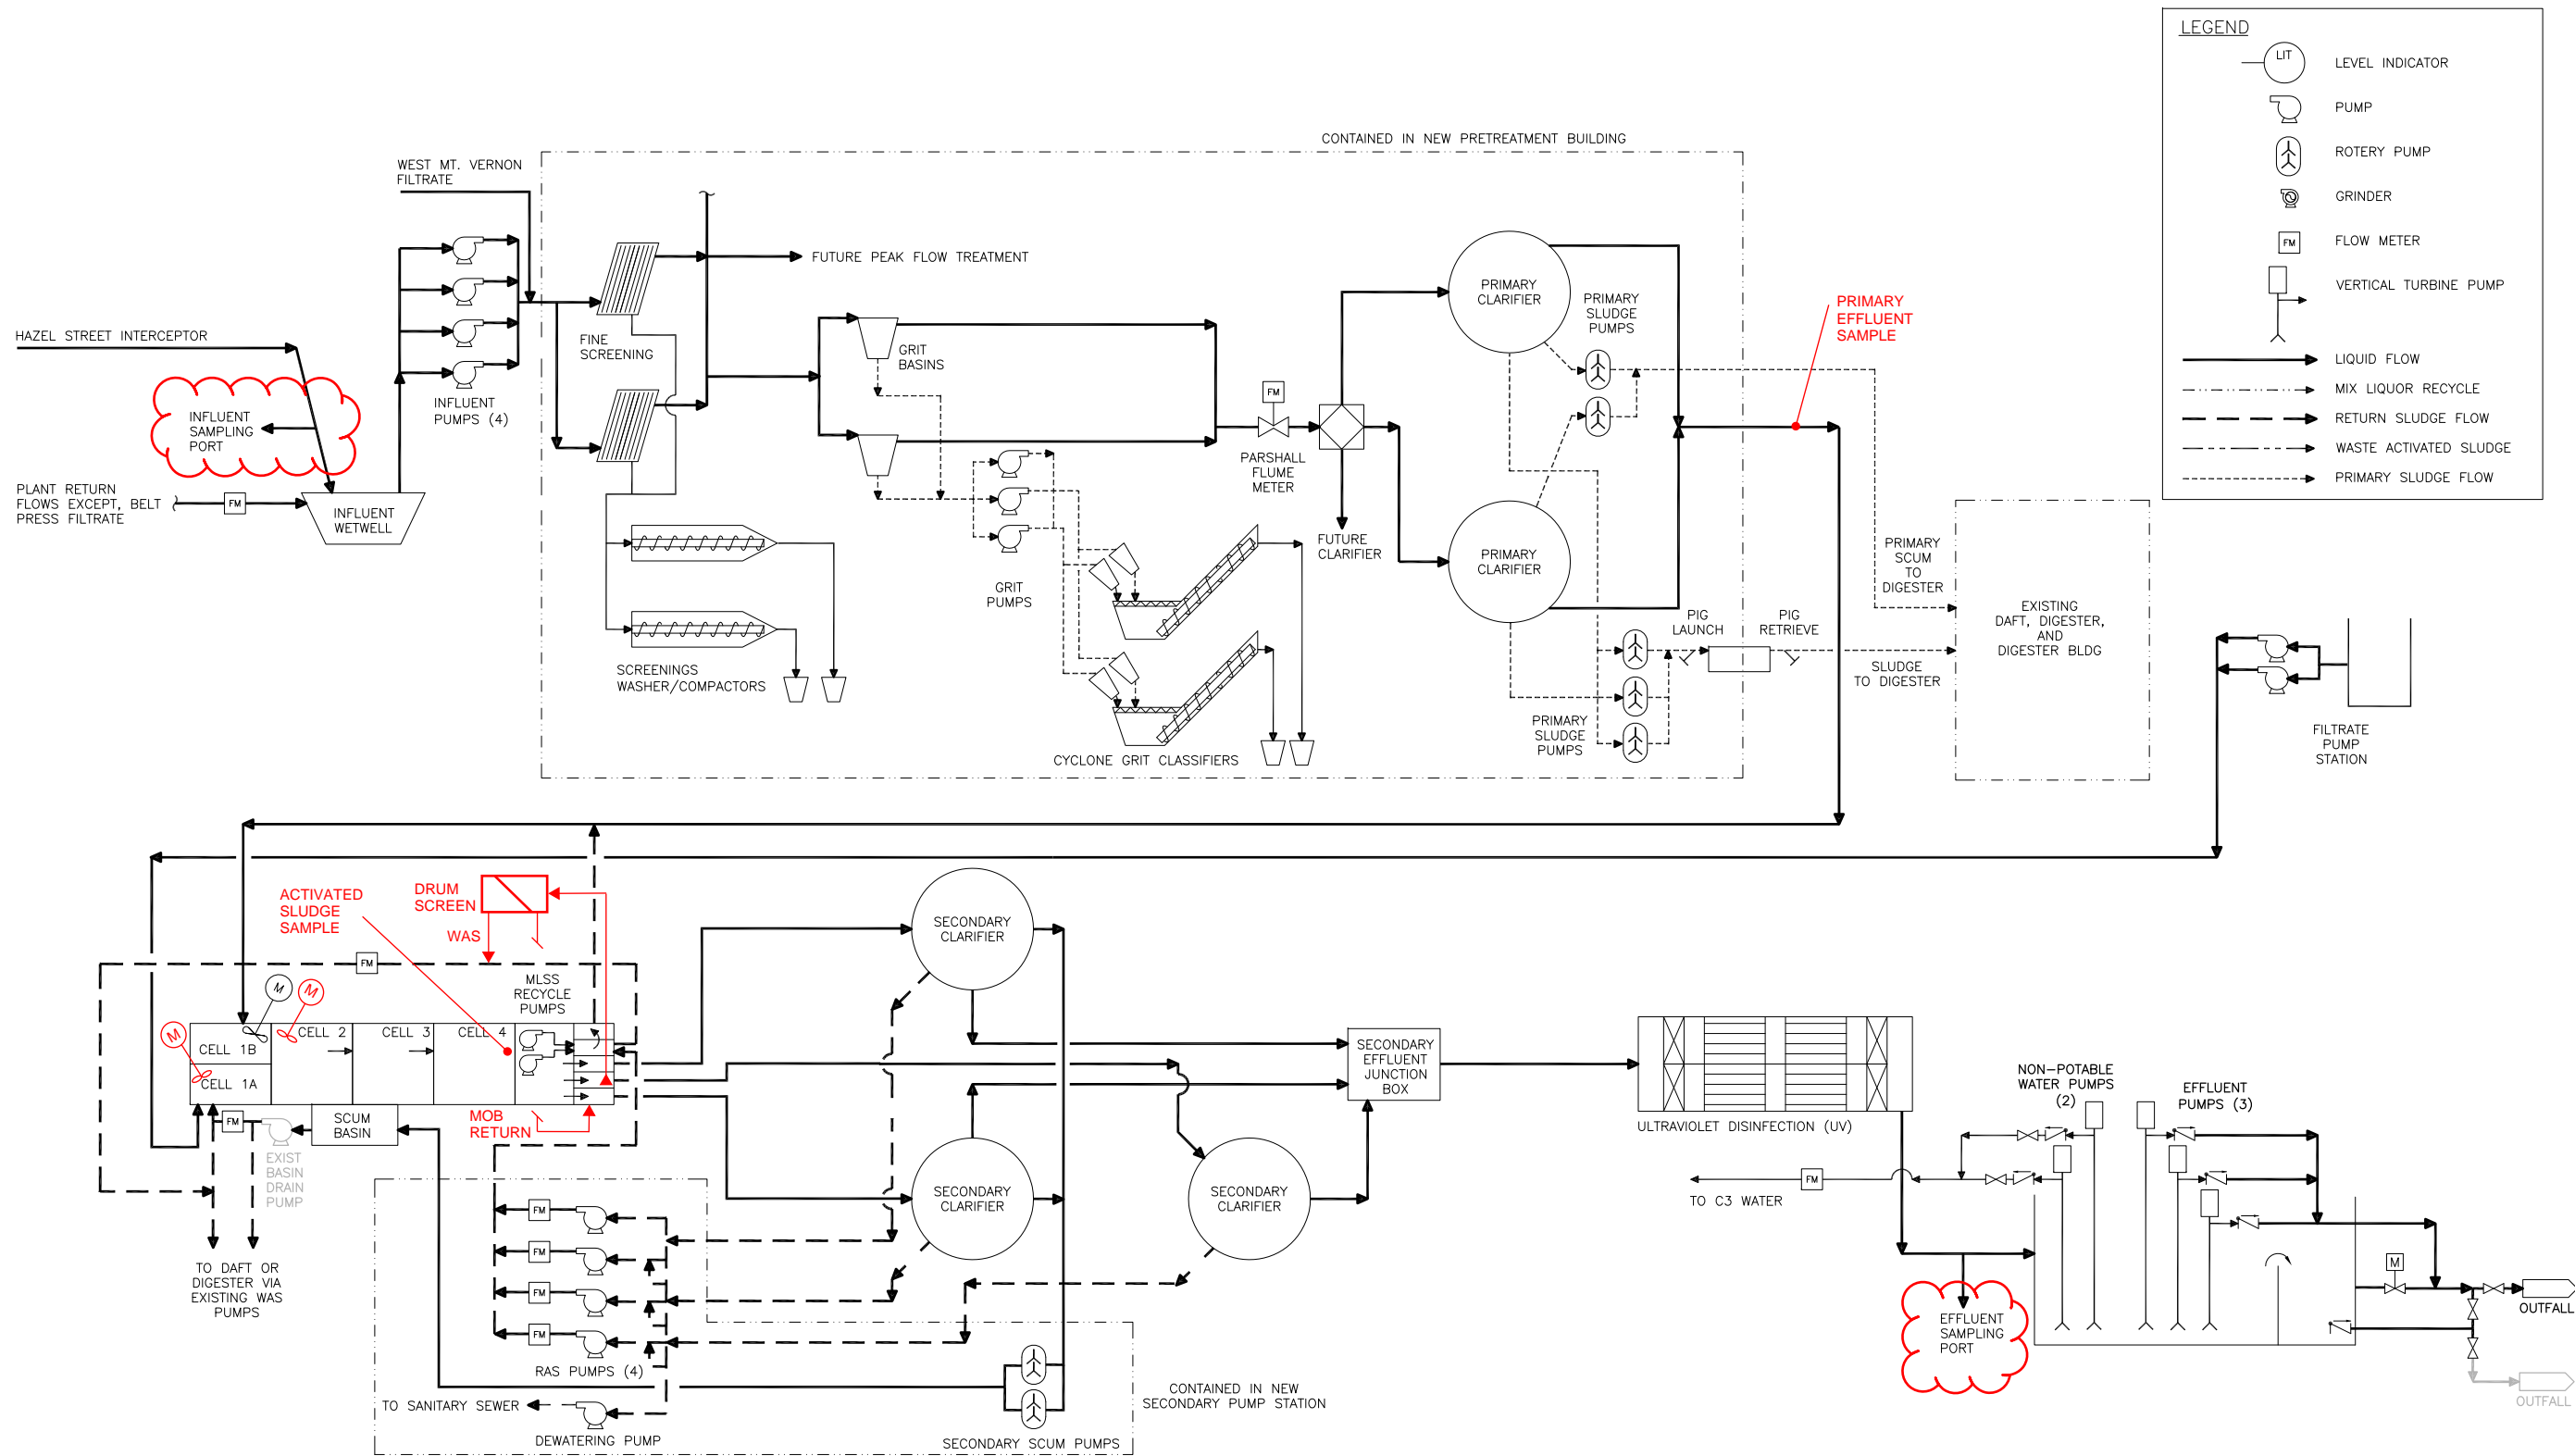 LEGEND
LIT
LEVEL INDICATOR
PUMP
ROTERY PUMP
GRINDER
FM
FLOW METER
VERTICAL TURBINE PUMP
LIQUID FLOW
MIX LIQUOR RECYCLE
RETURN SLUDGE FLOW
WASTE ACTIVATED SLUDGE
PRIMARY SLUDGE FLOW
CONTAINED IN NEW PRETREATMENT BUILDING
WEST MT. VERNON
FILTRATE
HAZEL STREET INTERCEPTOR
INFLUENT
SAMPLING
PORT
PLANT RETURN
FLOWS EXCEPT, BELT
PRESS FILTRATE
FM
INFLUENT
WETWELL
INFLUENT
PUMPS (4)
FINE
SCREENING
FUTURE PEAK FLOW TREATMENT
GRIT
BASINS
SCREENINGS
WASHER/COMPACTORS
GRIT
PUMPS
CYCLONE GRIT CLASSIFIERS
FM
PARSHALL
FLUME
METER
FUTURE
CLARIFIER
PRIMARY
CLARIFIER
PRIMARY
CLARIFIER
PRIMARY
SLUDGE
PUMPS
PRIMARY
SLUDGE
PUMPS
PIG
LAUNCH
PIG
RETRIEVE
PRIMARY
EFFLUENT
SAMPLE
PRIMARY
SCUM
TO
DIGESTER
SLUDGE
TO DIGESTER
EXISTING
DAFT, DIGESTER,
AND
DIGESTER BLDG
FILTRATE
PUMP
STATION
ACTIVATED
SLUDGE
SAMPLE
DRUM
SCREEN
WAS
FM
M
M
M
MLSS
RECYCLE
PUMPS
CELL 1B
CELL 1A
CELL 2
CELL 3
CELL 4
MOB
RETURN
FM
SCUM
BASIN
EXIST
BASIN
DRAIN
PUMP
TO DAFT OR
DIGESTER VIA
EXISTING WAS
PUMPS
FM
FM
FM
FM
RAS PUMPS (4)
TO SANITARY SEWER
DEWATERING PUMP
SECONDARY SCUM PUMPS
CONTAINED IN NEW
SECONDARY PUMP STATION
SECONDARY
CLARIFIER
SECONDARY
CLARIFIER
SECONDARY
CLARIFIER
SECONDARY
EFFLUENT
JUNCTION
BOX
ULTRAVIOLET DISINFECTION (UV)
NON-POTABLE
WATER PUMPS
(2)
EFFLUENT
PUMPS (3)
FM
TO C3 WATER
EFFLUENT
SAMPLING
PORT
M
OUTFALL
OUTFALL